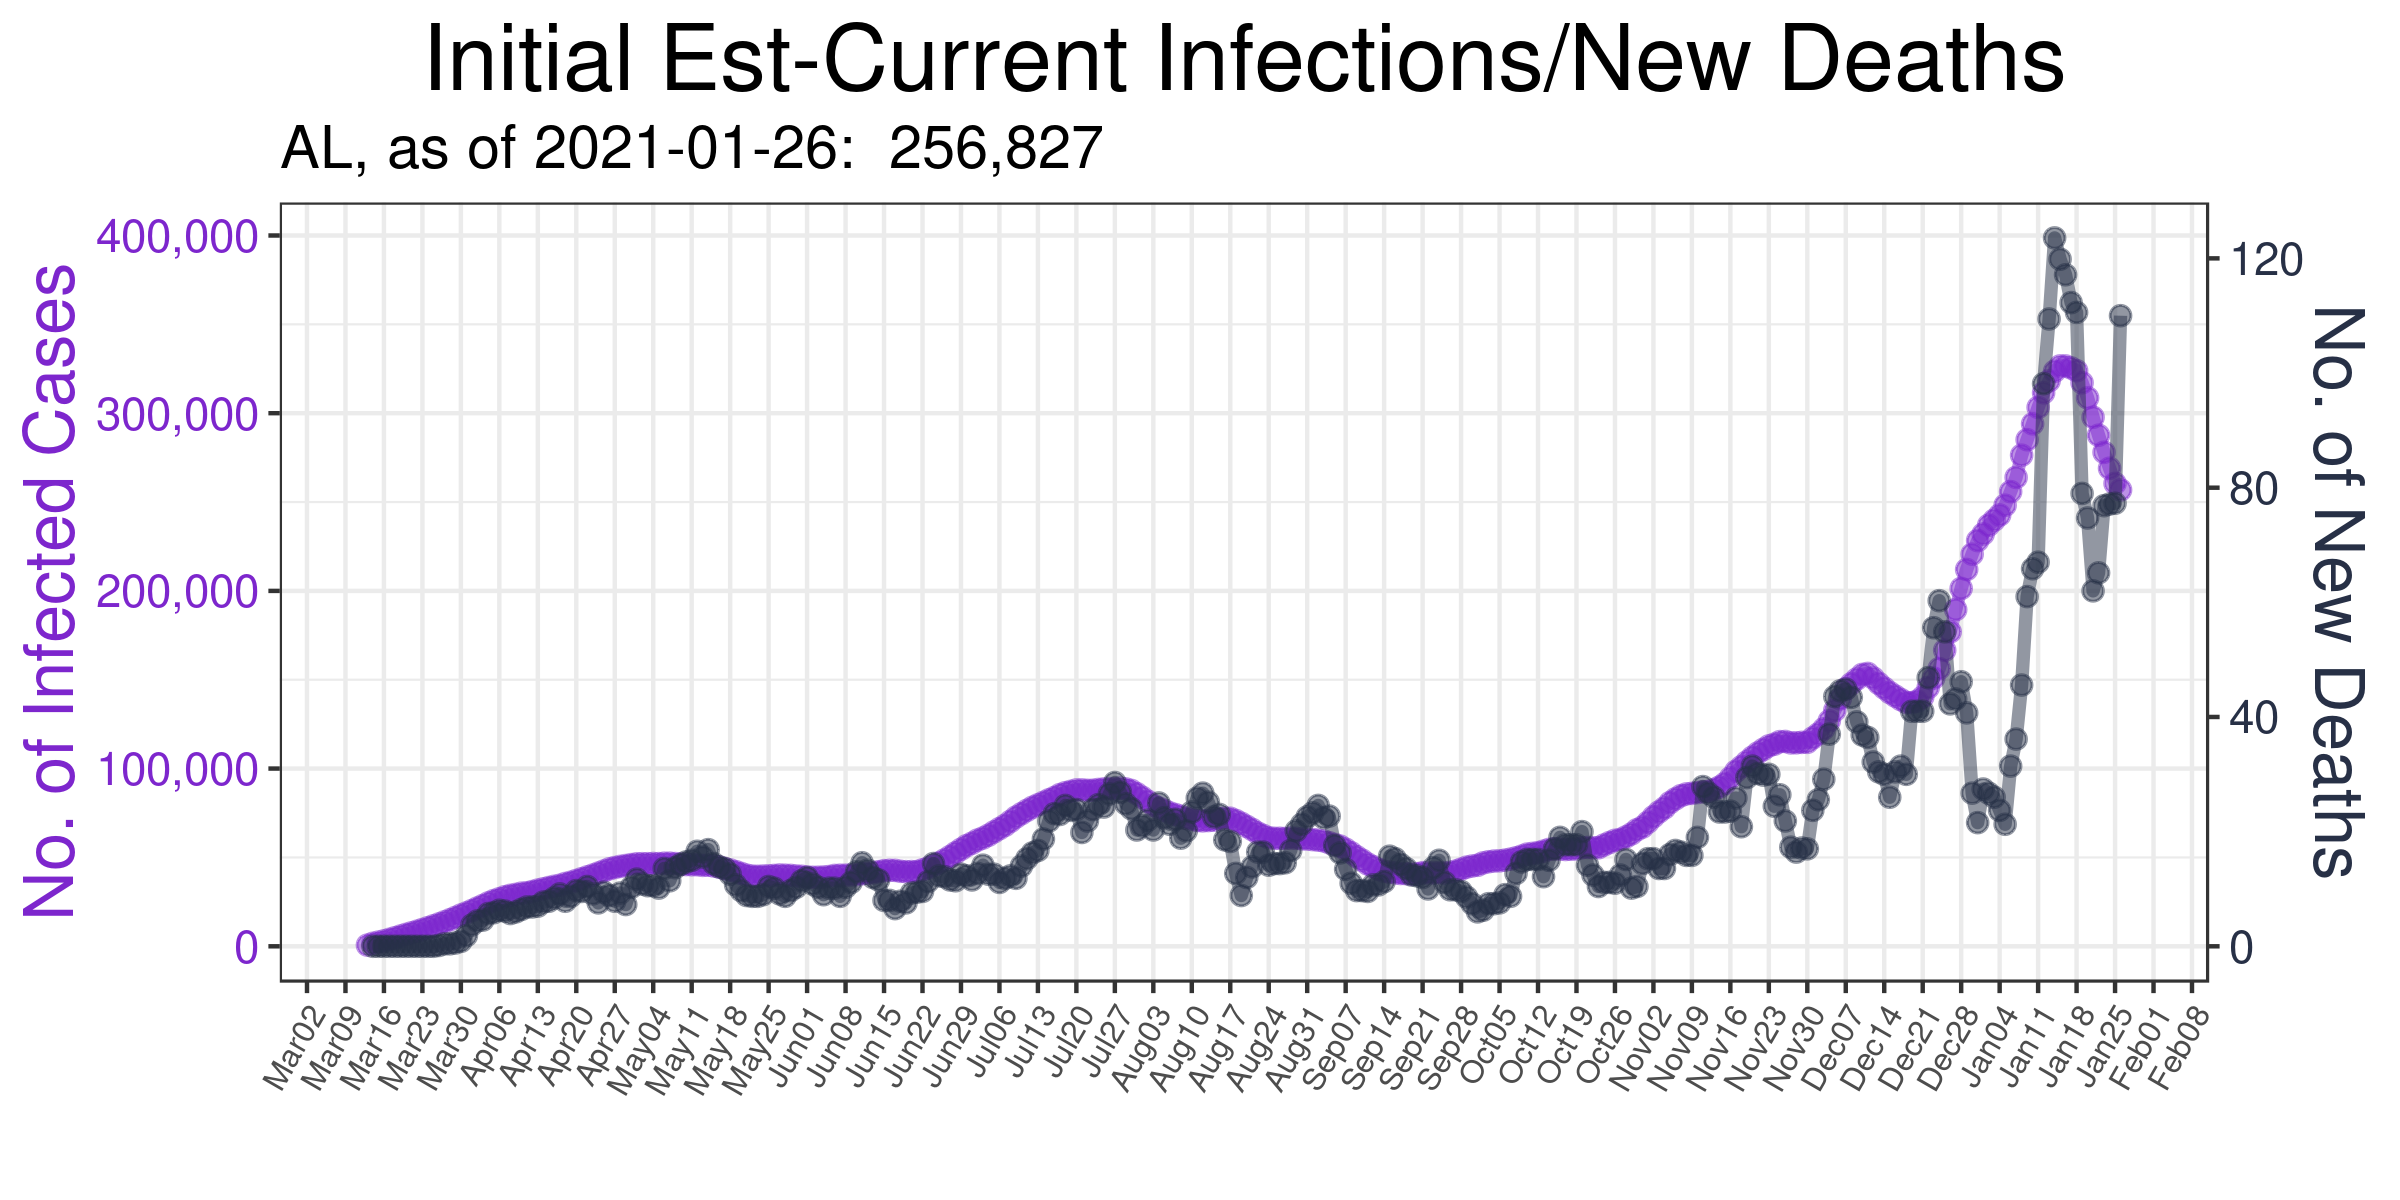 Initial Est-Current Infections/New Deaths
AL, as of 2021-01-26: 256,827
No. of Infected Cases
400,000
300,000
200,000
100,000
0
120
80
40
0
No. of New Deaths
Mar02
Mar09
Mar16
Mar23
Mar30
Apr06
Apr13
Apr20
Apr27
May04
May11
May18
May25
Jun01
Jun08
Jun15
Jun22
Jun29
Jul06
Jul13
Jul20
Jul27
Aug03
Aug10
Aug17
Aug24
Aug31
Sep07
Sep14
Sep21
Sep28
Oct05
Oct12
Oct19
Oct26
Nov02
Nov09
Nov16
Nov23
Nov30
Dec07
Dec14
Dec21
Dec28
Jan11
Jan18
Jan25
Feb01
Feb08